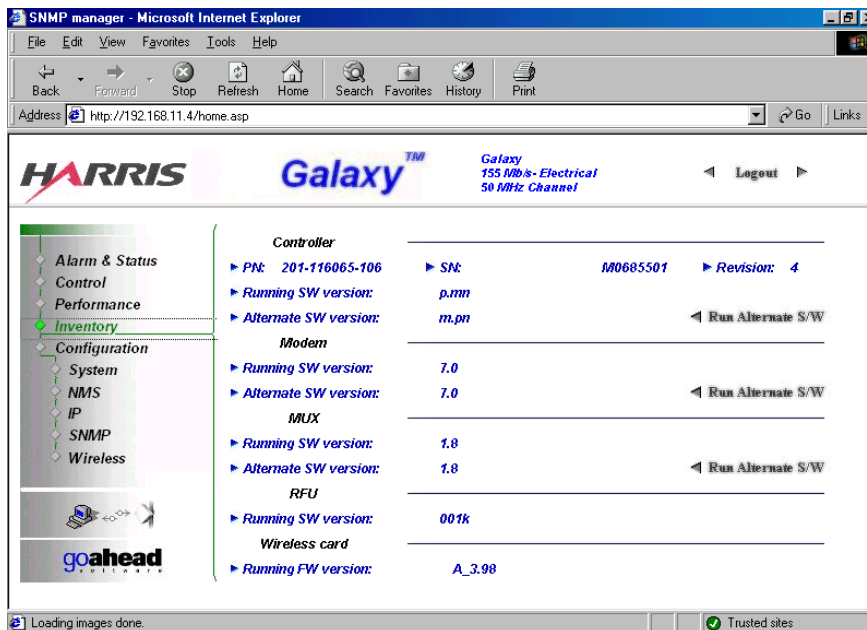 SNMP manager - Microsoft Internet Explorer
File Edit View Favorites Tools Help
Back Forward Stop Refresh Home Search Favorites History Print
Address http://192.168.11.4/home.asp Go Links
HARRIS
Galaxy™
Galaxy
155 Mb/s- Electrical
50 MHz Channel
Logout
Alarm & Status
Control
Performance
Inventory
Configuration
System
NMS
IP
SNMP
Wireless
goahead
software
Controller
PN: 201-116065-106 SN: M0685501 Revision: 4
Running SW version: p.mn
Alternate SW version: m.pn Run Alternate S/W
Modem
Running SW version: 7.0
Alternate SW version: 7.0 Run Alternate S/W
MUX
Running SW version: 1.8
Alternate SW version: 1.8 Run Alternate S/W
RFU
Running SW version: 001k
Wireless card
Running FW version: A_3.98
Loading images done. Trusted sites